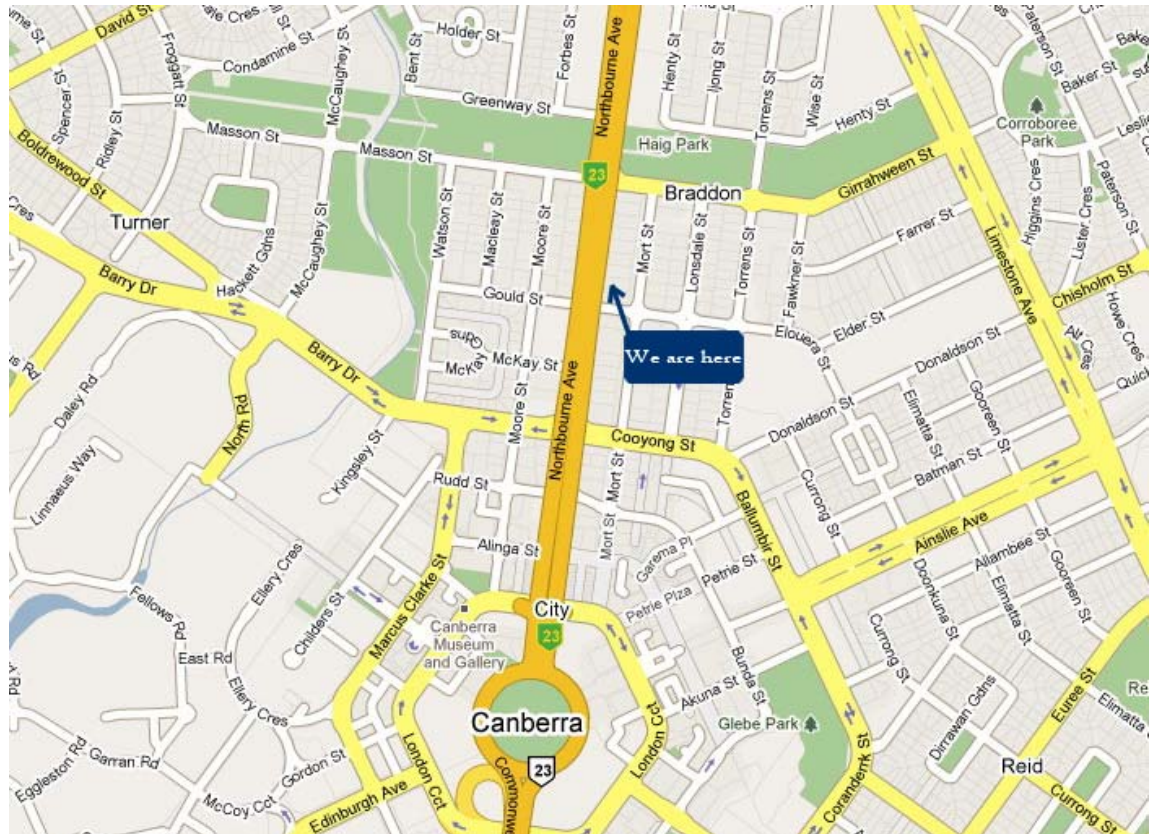 David St
Froggatt St
Condamine St
McCaughey St
Holder St
Bent St
Forbes St
Northbourne Ave
Henty St
Ijong St
Torrens St
Wise St
Paterson St
Baker St
Spencer St
Ridley St
Greenway St
Henty St
Corroboree
Park
Masson St
Masson St
Haig Park
Boldrewood St
23
Braddon
Girrahween St
Paterson St
Turner
Hackett Gdns
McCaughey St
Watson St
Macleay St
Moore St
Mort St
Lonsdale St
Torrens St
Fawkner St
Farrer St
Limestone Ave
Higgins Cres
Lister Cres
Chisholm St
Barry Dr
Gould St
Elouera St
Elder St
Howe Cres
We are here
McKay St
McKay
Barry Dr
Northbourne Ave
Donaldson St
Donaldson St
Daley Rd
North Rd
Linnaeus Way
Kingsley St
Moore St
Cooyong St
Elimatta St
Gooreen St
Batman St
Rudd St
Mort St
Mort St
Ballumbir St
Currong St
Ainslie Ave
Alinga St
Garema Pl
Petrie St
Petrie Plza
Allambee St
Doonkuna St
Elimatta St
Gooreen St
Ellery Cres
Fellows Rd
Childers St
Marcus Clarke St
City
23
Canberra
Museum
and Gallery
East Rd
Ellery Cres
Bunda St
Akuna St
Currong St
Dirrawan Gdns
Euree St
Elimatta
Canberra
Glebe Park
Eggleston Rd
Garran Rd
Gordon St
McCoy Cct
Edinburgh Ave
London Cct
London Cct
23
Coranderrk St
Reid
Currong St